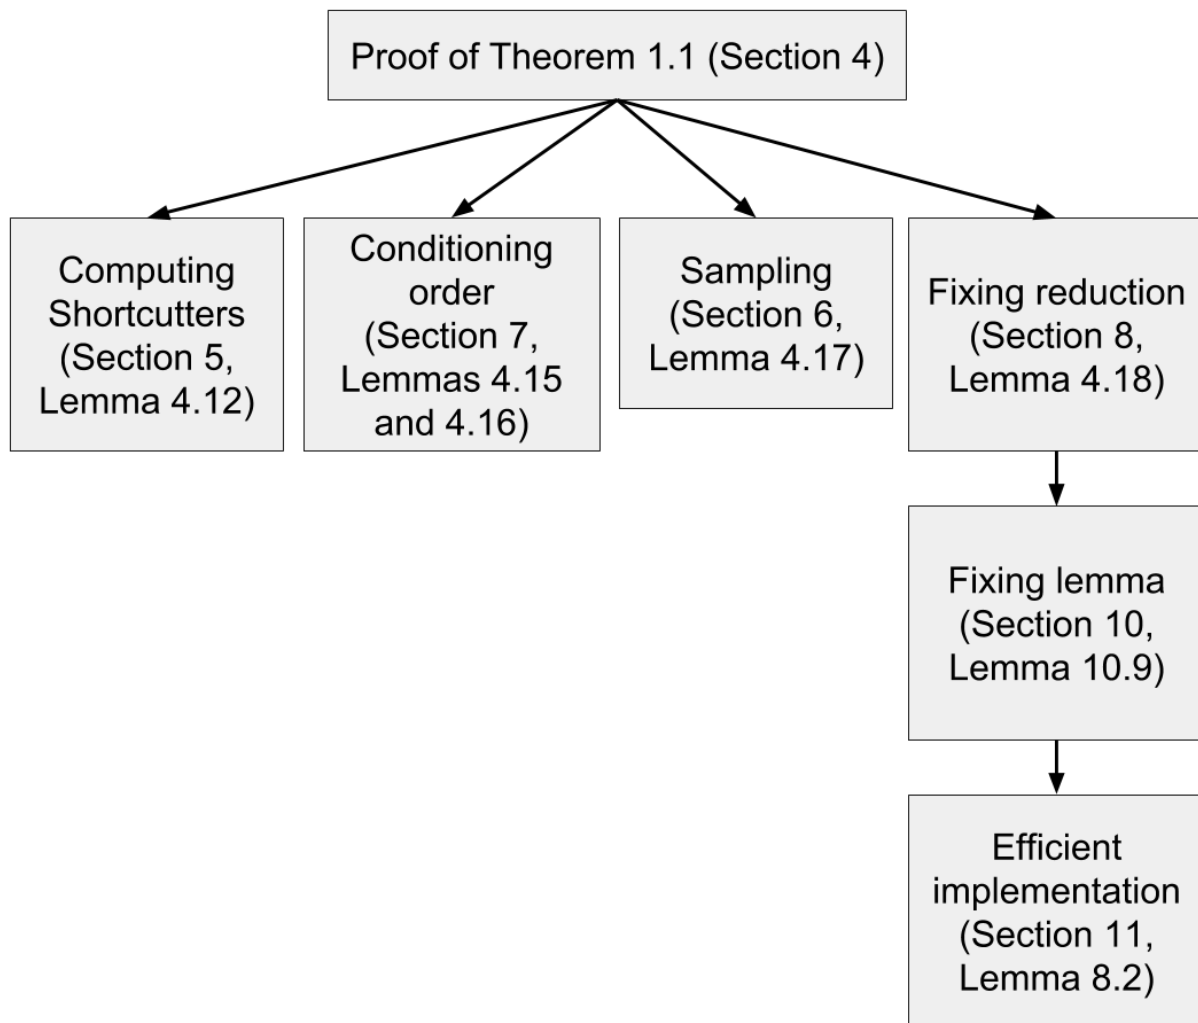 Proof of Theorem 1.1 (Section 4)
Computing
Shortcutters
(Section 5,
Lemma 4.12)
Conditioning
order
(Section 7,
Lemmas 4.15
and 4.16)
Sampling
(Section 6,
Lemma 4.17)
Fixing reduction
(Section 8,
Lemma 4.18)
Fixing lemma
(Section 10,
Lemma 10.9)
Efficient
implementation
(Section 11,
Lemma 8.2)